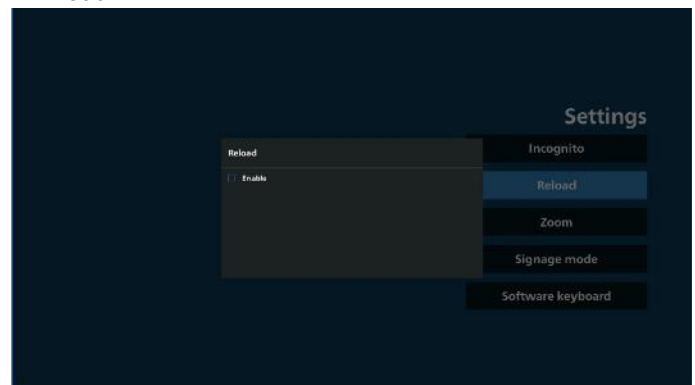 Settings
Incognito
Reload
Enable
Reload
Zoom
Signage mode
Software keyboard